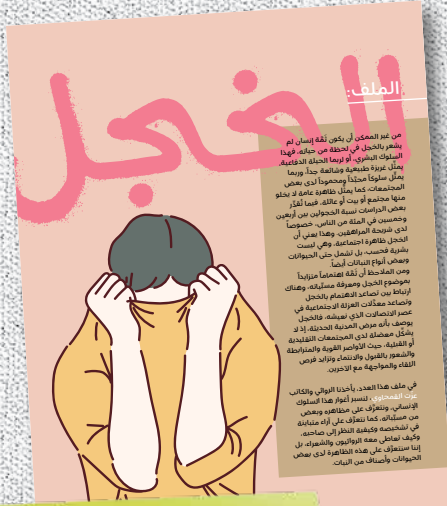 الملف:
الخجل
من غير الممكن أن يكون ثمّة إنسان لم
يشعر بالخجل في لحظة من حياته، فهذا
السلوك البشري، أو لربما الحيلة الدفاعية،
يمثّل غريزة طبيعية وشائعة جداً، وربما
يمثّل سلوكاً محبّذاً ومحموداً لدى بعض
المجتمعات، كما يمثّل ظاهرة عامة لا يخلو
منها مجتمع أو بيت أو عائلة، فيما تُقدِّر
بعض الدراسات نسبة الخجولين بين أربعين
وخمسين في المئة من الناس، خصوصاً
لدى شريحة المراهقين. وهذا يعني أن
الخجل ظاهرة اجتماعية، وهي ليست
بشرية فحسب، بل تشمل حتى الحيوانات
وبعض أنواع النباتات أيضاً.
ومن الملاحظ أن ثمّة اهتماماً متزايداً
بموضوع الخجل ومعرفة مسبّباته، وهناك
ارتباط بين تصاعد الاهتمام بالخجل
وتصاعد معدّلات العزلة الاجتماعية في
عصر الاتصالات الذي نعيشه، فالخجل
يوصف بأنه مرض المدنية الحديثة، إذ لا
يشكّل معضلة لدى المجتمعات التقليدية
أو القبلية، حيث الأواصر القوية والمترابطة
والشعور بالقبول والانتماء وتزايد فرص
اللقاء والمواجهة مع الآخرين.
في ملف هذا العدد، يأخذنا الروائي والكاتب
عزت القمحاوي، لنسبر أغوار هذا السلوك
الإنساني، ونتعرَّف على مظاهره وبعض
من مسبّباته، كما نتعرَّف على آراء متباينة
في تشخيصه وكيفية النظر إلى صاحبه،
وكيف تعاطى معه الروائيون والشعراء، بل
إننا سنتعرَّف على هذه الظاهرة لدى بعض
الحيوانات وأصناف من النبات.